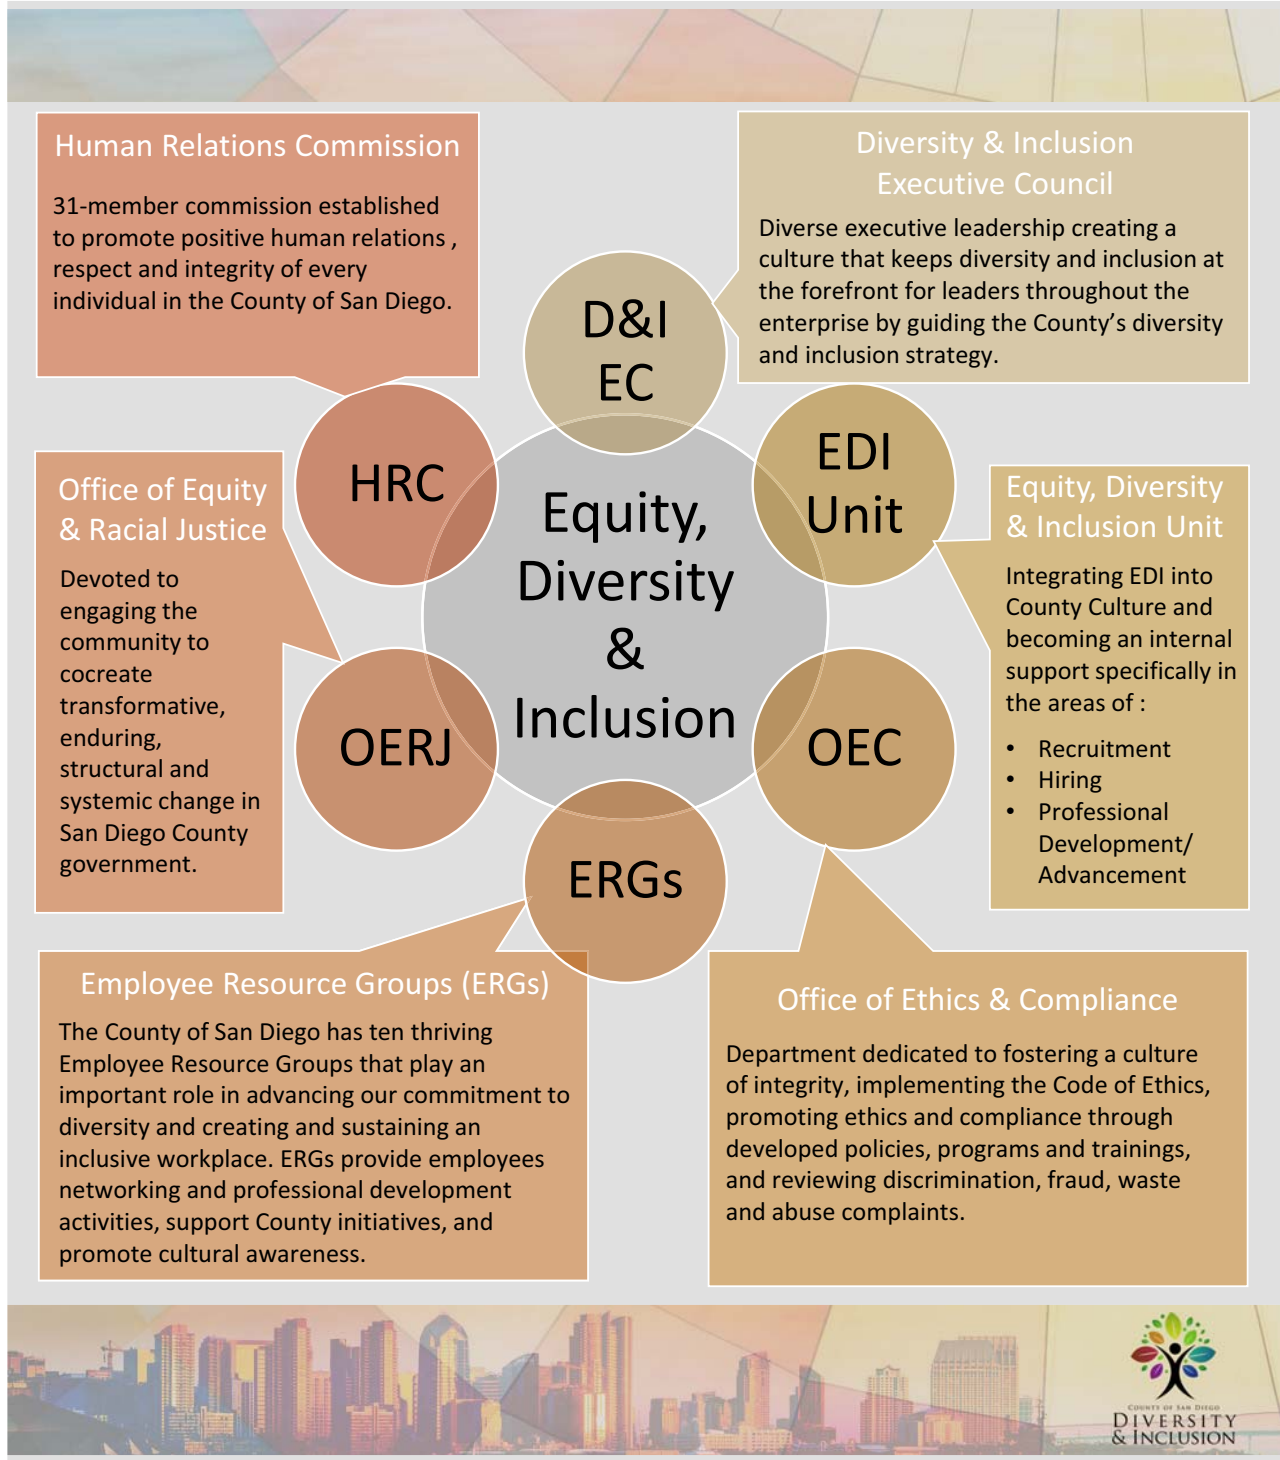 Human Relations Commission
31-member commission established
to promote positive human relations ,
respect and integrity of every
individual in the County of San Diego.
Diversity & Inclusion
Executive Council
Diverse executive leadership creating a
culture that keeps diversity and inclusion at
the forefront for leaders throughout the
enterprise by guiding the County’s diversity
and inclusion strategy.
D&I
EC
HRC
EDI
Unit
Equity,
Diversity
&
Inclusion
OERJ
OEC
ERGs
Office of Equity
& Racial Justice
Devoted to
engaging the
community to
cocreate
transformative,
enduring,
structural and
systemic change in
San Diego County
government.
Equity, Diversity
& Inclusion Unit
Integrating EDI into
County Culture and
becoming an internal
support specifically in
the areas of :
• Recruitment
• Hiring
• Professional
Development/
Advancement
Employee Resource Groups (ERGs)
The County of San Diego has ten thriving
Employee Resource Groups that play an
important role in advancing our commitment to
diversity and creating and sustaining an
inclusive workplace. ERGs provide employees
networking and professional development
activities, support County initiatives, and
promote cultural awareness.
Office of Ethics & Compliance
Department dedicated to fostering a culture
of integrity, implementing the Code of Ethics,
promoting ethics and compliance through
developed policies, programs and trainings,
and reviewing discrimination, fraud, waste
and abuse complaints.
COUNTY OF SAN DIEGO
DIVERSITY
& INCLUSION